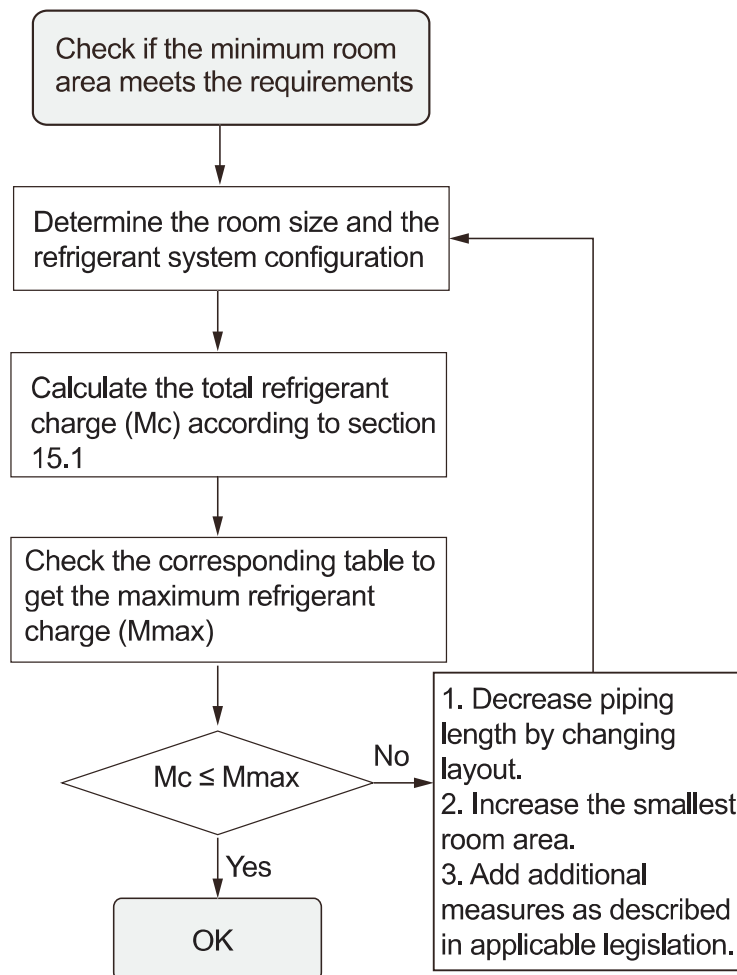 Check if the minimum room
area meets the requirements
Determine the room size and the
refrigerant system configuration
Calculate the total refrigerant
charge (Mc) according to section
15.1
Check the corresponding table to
get the maximum refrigerant
charge (Mmax)
Mc ≤ Mmax
No
Yes
OK
1. Decrease piping
length by changing
layout.
2. Increase the smallest
room area.
3. Add additional
measures as described
in applicable legislation.